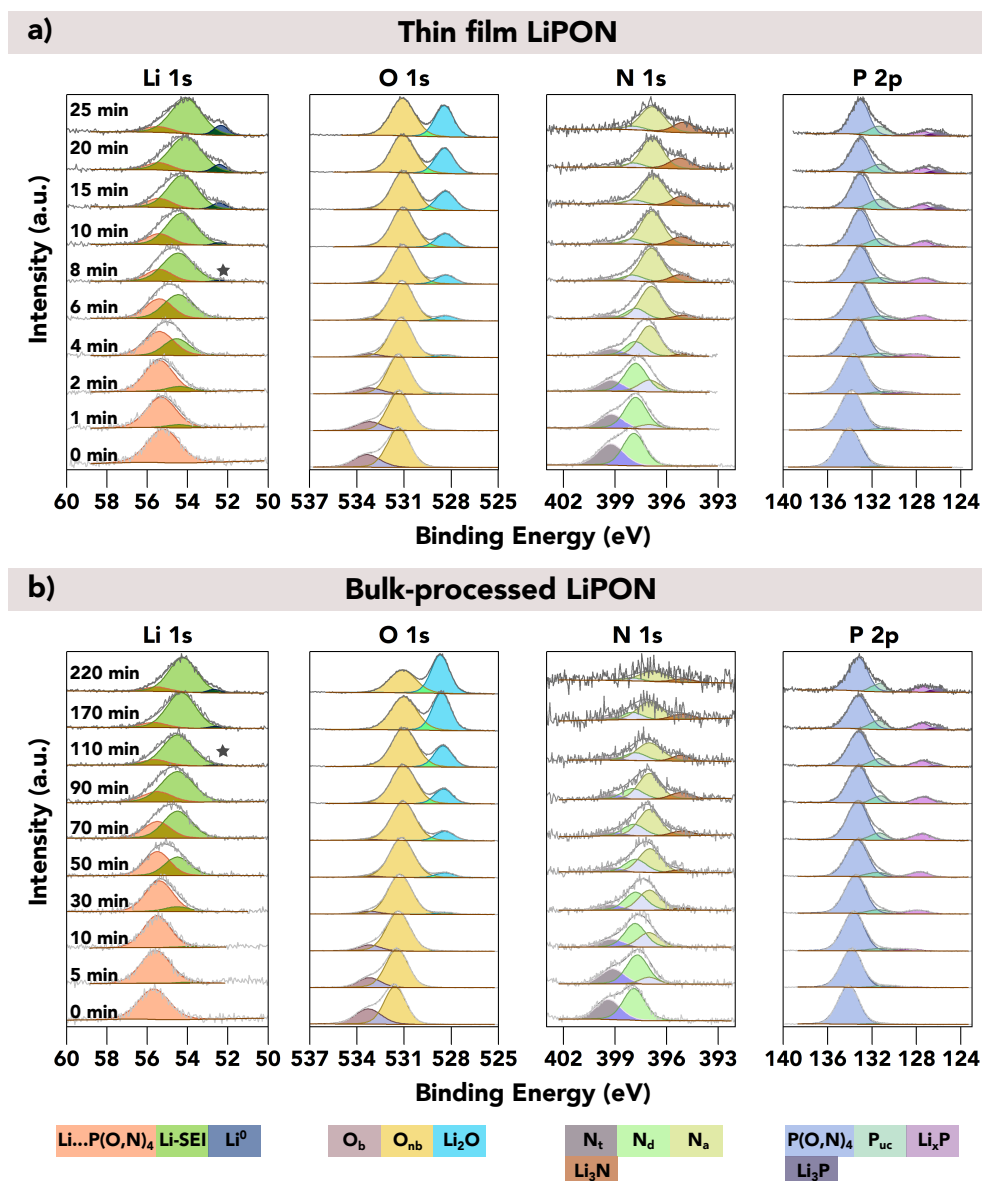 a) Thin film LiPON
Li 1s O 1s N 1s P 2p
25 min
20 min
15 min
10 min
8 min ★
6 min
4 min
2 min
1 min
0 min
Intensity (a.u.)
60 58 56 54 52 50 537 534 531 528 525 402 399 396 393 140 136 132 128 124
Binding Energy (eV)
b) Bulk-processed LiPON
Li 1s O 1s N 1s P 2p
220 min
170 min
110 min ★
90 min
70 min
50 min
30 min
10 min
5 min
0 min
Intensity (a.u.)
60 58 56 54 52 50 537 534 531 528 525 402 399 396 393 140 136 132 128 124
Binding Energy (eV)
Li...P(O,N)₄ Li-SEI Li⁰ O_b O_nb Li₂O N_t N_d N_a P(O,N)₄ P_uc LiₓP
Li₃N Li₃P